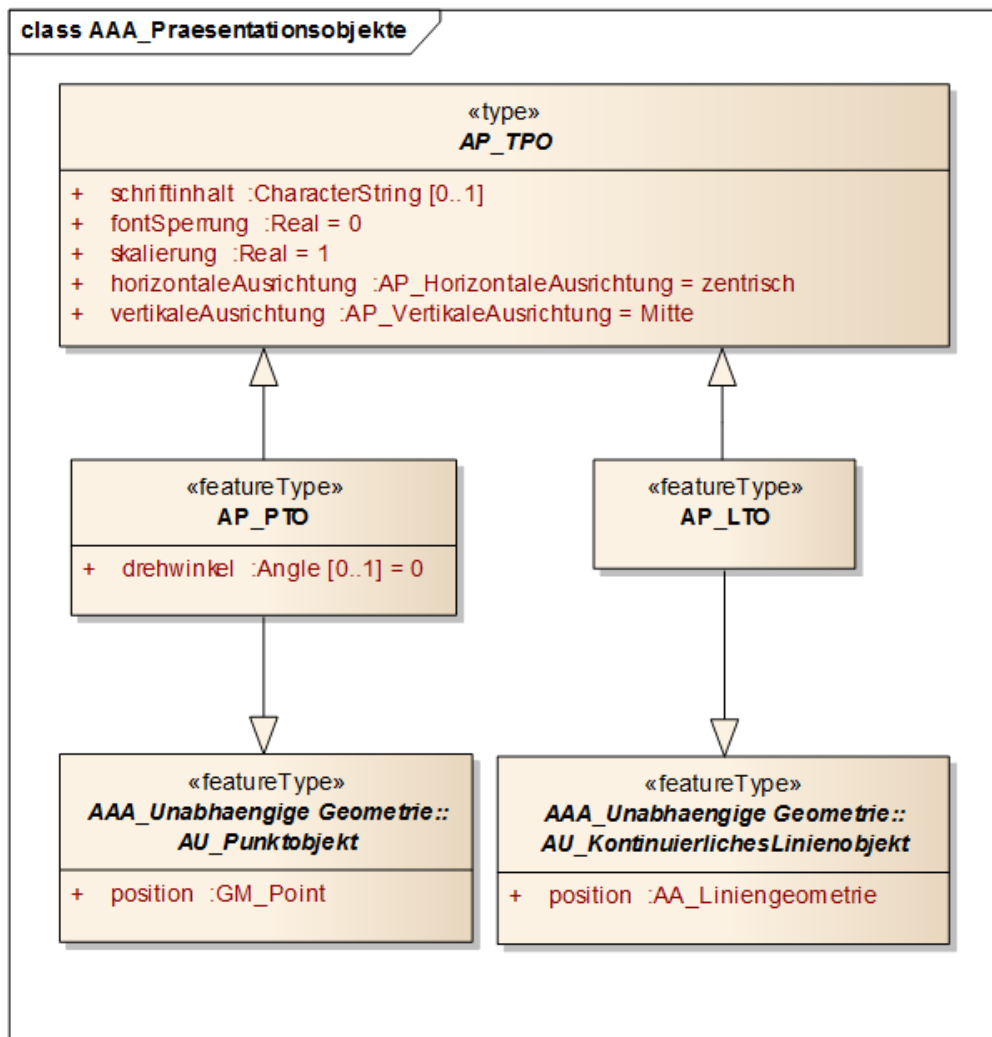 class AAA_Praesentationsobjekte
«type»
AP_TPO
+ schriftinhalt :CharacterString [0..1]
+ fontSperrung :Real = 0
+ skalierung :Real = 1
+ horizontaleAusrichtung :AP_HorizontaleAusrichtung = zentrisch
+ vertikaleAusrichtung :AP_VertikaleAusrichtung = Mitte
«featureType»
AP_PTO
+ drehwinkel :Angle [0..1] = 0
«featureType»
AP_LTO
«featureType»
AAA_Unabhaengige Geometrie::
AU_Punktobjekt
+ position :GM_Point
«featureType»
AAA_Unabhaengige Geometrie::
AU_KontinuierlichesLinienobjekt
+ position :AA_Liniengeometrie